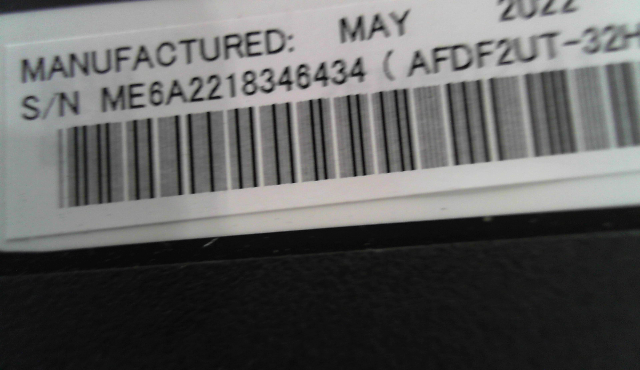 MANUFACTURED: MAY 2022
S/N ME6A2218346434 ( AFDF2UT-32H